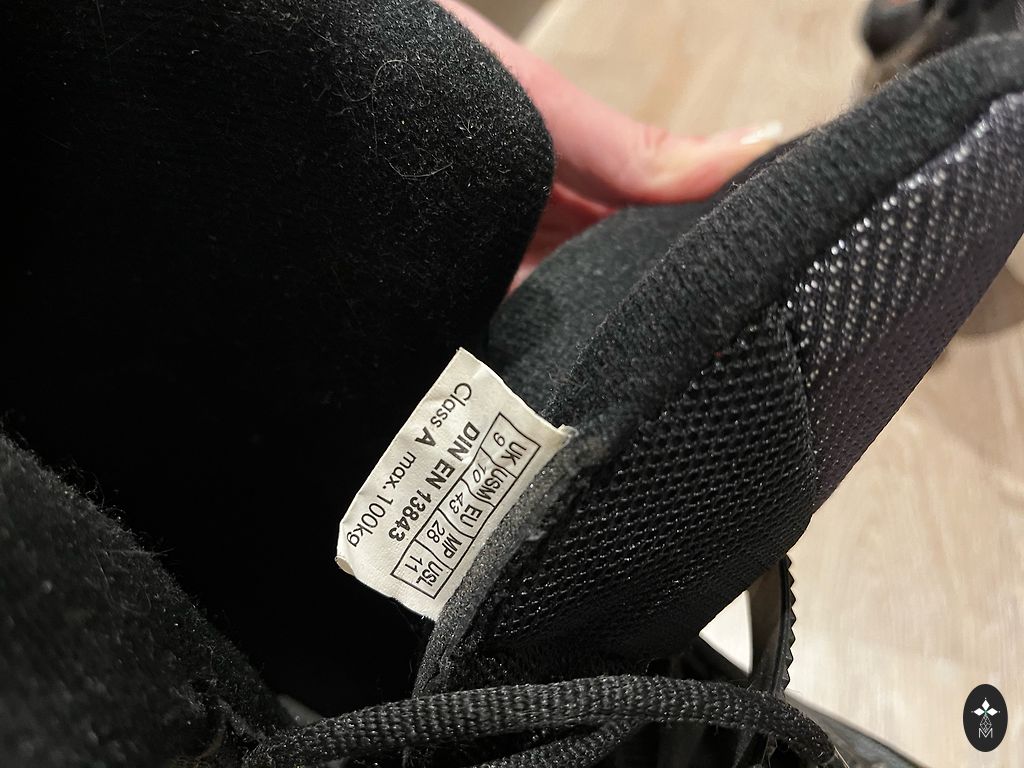 UK USM EU MP USL
9 10 43 28 11
DIN EN 13843
Class A max. 100kg